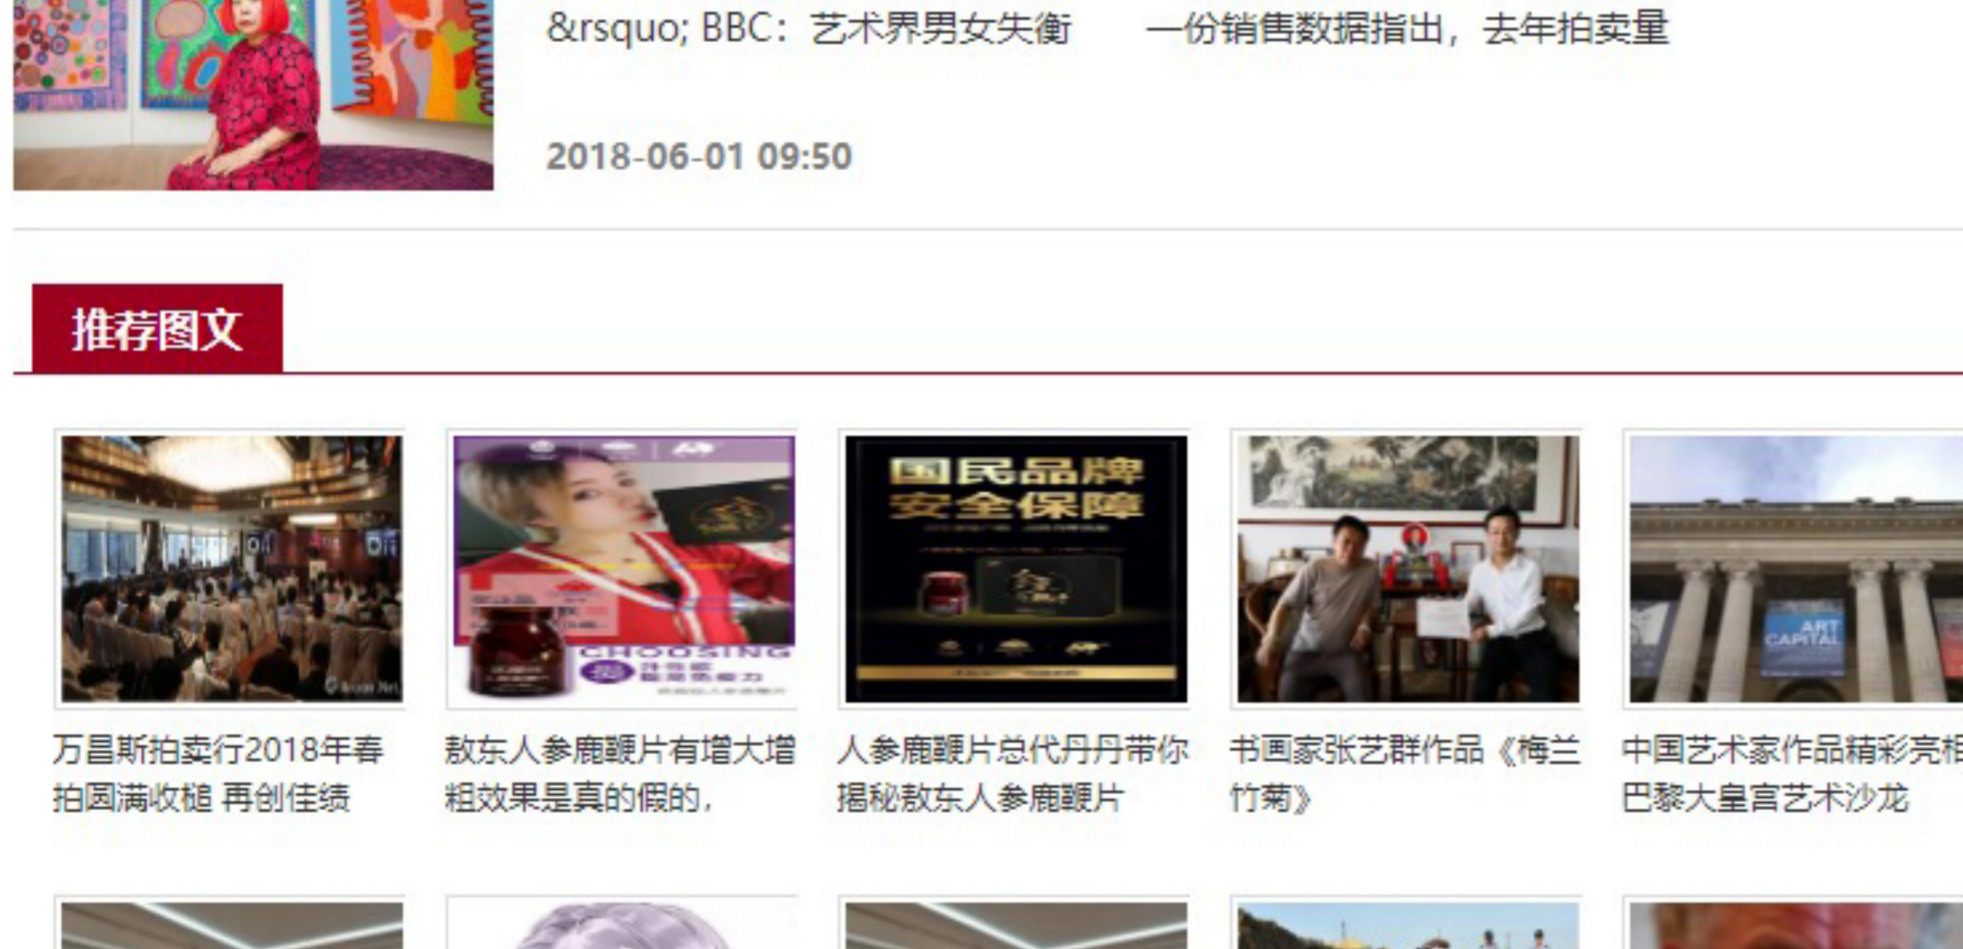 &rsquo; BBC：艺术界男女失衡　　一份销售数据指出，去年拍卖量
2018-06-01 09:50
推荐图文
国民品牌
安全保障
CHOOSING
ART
CAPITAL
万昌斯拍卖行2018年春
拍圆满收槌 再创佳绩
敖东人参鹿鞭片有增大增
粗效果是真的假的，
人参鹿鞭片总代丹丹带你
揭秘敖东人参鹿鞭片
书画家张艺群作品《梅兰
竹菊》
中国艺术家作品精彩亮相
巴黎大皇宫艺术沙龙